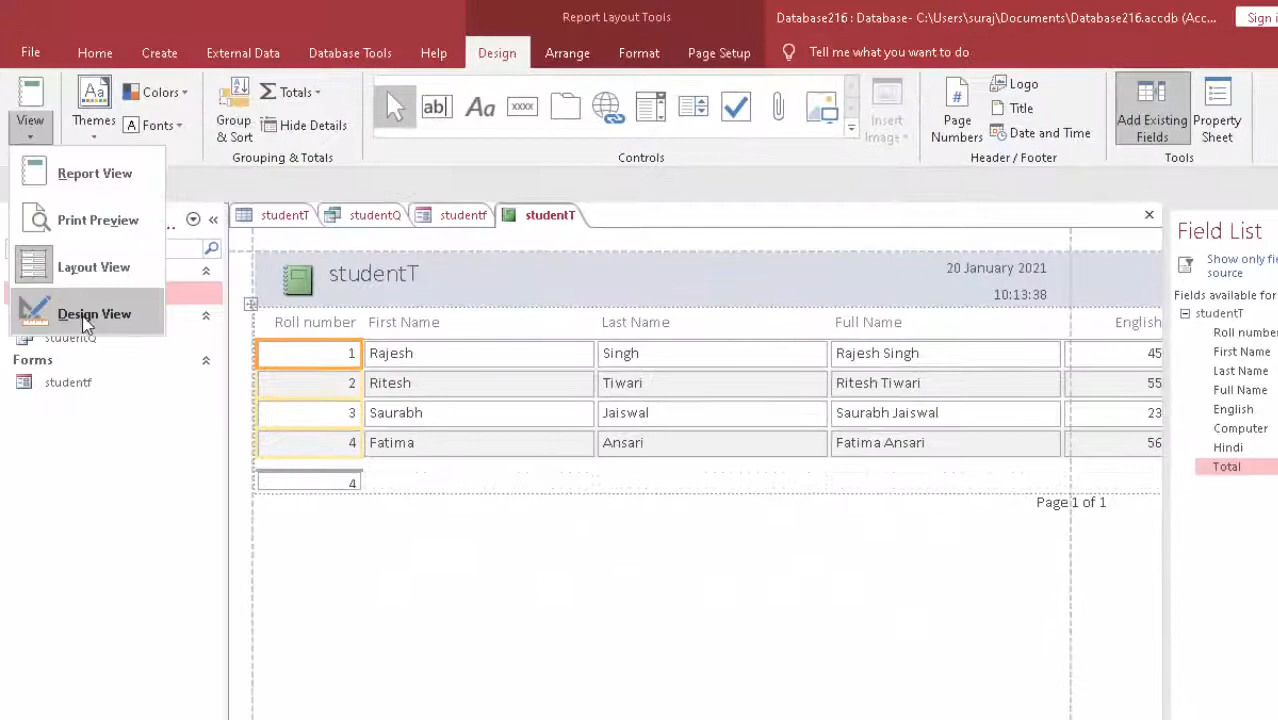 Report Layout Tools
Database216 : Database- C:\Users\suraj\Documents\Database216.accdb (Acc...
Sign i
File
Home
Create
External Data
Database Tools
Help
Design
Arrange
Format
Page Setup
Tell me what you want to do
View
Themes
Colors
Aa Fonts
Group & Sort
Σ Totals
Hide Details
Grouping & Totals
ab|
Aa
xxxx
Insert Image
Controls
#
Page Numbers
Logo
Title
Date and Time
Header / Footer
Add Existing Fields
Property Sheet
Tools
Report View
Print Preview
Layout View
Design View
studentQ
Forms
studentf
studentT
studentQ
studentf
studentT
studentT
20 January 2021
10:13:38
Roll number First Name Last Name Full Name English
1 Rajesh Singh Rajesh Singh 45
2 Ritesh Tiwari Ritesh Tiwari 55
3 Saurabh Jaiswal Saurabh Jaiswal 23
4 Fatima Ansari Fatima Ansari 56
4
Page 1 of 1
Field List
Show only fie
source
Fields available for
studentT
Roll number
First Name
Last Name
Full Name
English
Computer
Hindi
Total